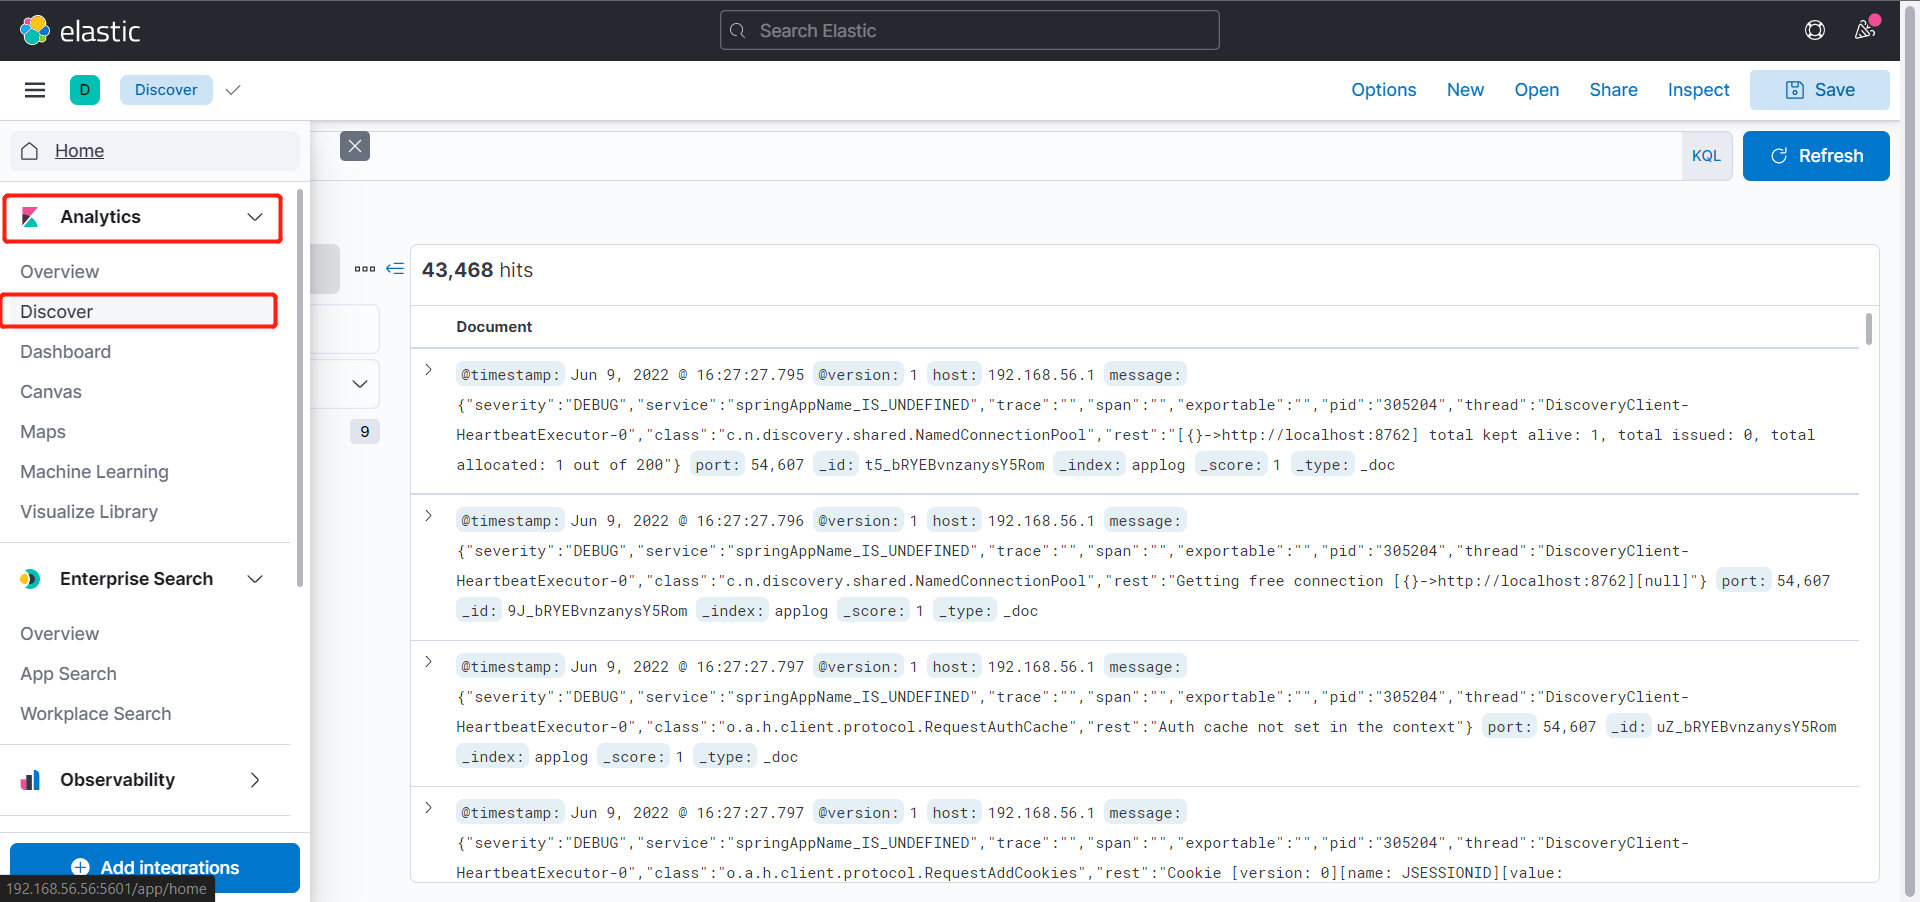 elastic
Search Elastic
D
Discover
Options
New
Open
Share
Inspect
Save
Home
KQL
Refresh
Analytics
Overview
Discover
Dashboard
Canvas
Maps
Machine Learning
Visualize Library
Enterprise Search
Overview
App Search
Workplace Search
Observability
Add integrations
192.168.56.56:5601/app/home
9
43,468 hits
Document
@timestamp: Jun 9, 2022 @ 16:27:27.795 @version: 1 host: 192.168.56.1 message:
{"severity":"DEBUG","service":"springAppName_IS_UNDEFINED","trace":"","span":"","exportable":"","pid":"305204","thread":"DiscoveryClient-
HeartbeatExecutor-0","class":"c.n.discovery.shared.NamedConnectionPool","rest":"[{}->http://localhost:8762] total kept alive: 1, total issued: 0, total
allocated: 1 out of 200"} port: 54,607 _id: t5_bRYEBvnzanysY5Rom _index: applog _score: 1 _type: _doc
@timestamp: Jun 9, 2022 @ 16:27:27.796 @version: 1 host: 192.168.56.1 message:
{"severity":"DEBUG","service":"springAppName_IS_UNDEFINED","trace":"","span":"","exportable":"","pid":"305204","thread":"DiscoveryClient-
HeartbeatExecutor-0","class":"c.n.discovery.shared.NamedConnectionPool","rest":"Getting free connection [{}->http://localhost:8762][null]"} port: 54,607
_id: 9J_bRYEBvnzanysY5Rom _index: applog _score: 1 _type: _doc
@timestamp: Jun 9, 2022 @ 16:27:27.797 @version: 1 host: 192.168.56.1 message:
{"severity":"DEBUG","service":"springAppName_IS_UNDEFINED","trace":"","span":"","exportable":"","pid":"305204","thread":"DiscoveryClient-
HeartbeatExecutor-0","class":"o.a.h.client.protocol.RequestAuthCache","rest":"Auth cache not set in the context"} port: 54,607 _id: uZ_bRYEBvnzanysY5Rom
_index: applog _score: 1 _type: _doc
@timestamp: Jun 9, 2022 @ 16:27:27.797 @version: 1 host: 192.168.56.1 message:
{"severity":"DEBUG","service":"springAppName_IS_UNDEFINED","trace":"","span":"","exportable":"","pid":"305204","thread":"DiscoveryClient-
HeartbeatExecutor-0","class":"o.a.h.client.protocol.RequestAddCookies","rest":"Cookie [version: 0][name: JSESSIONID][value: